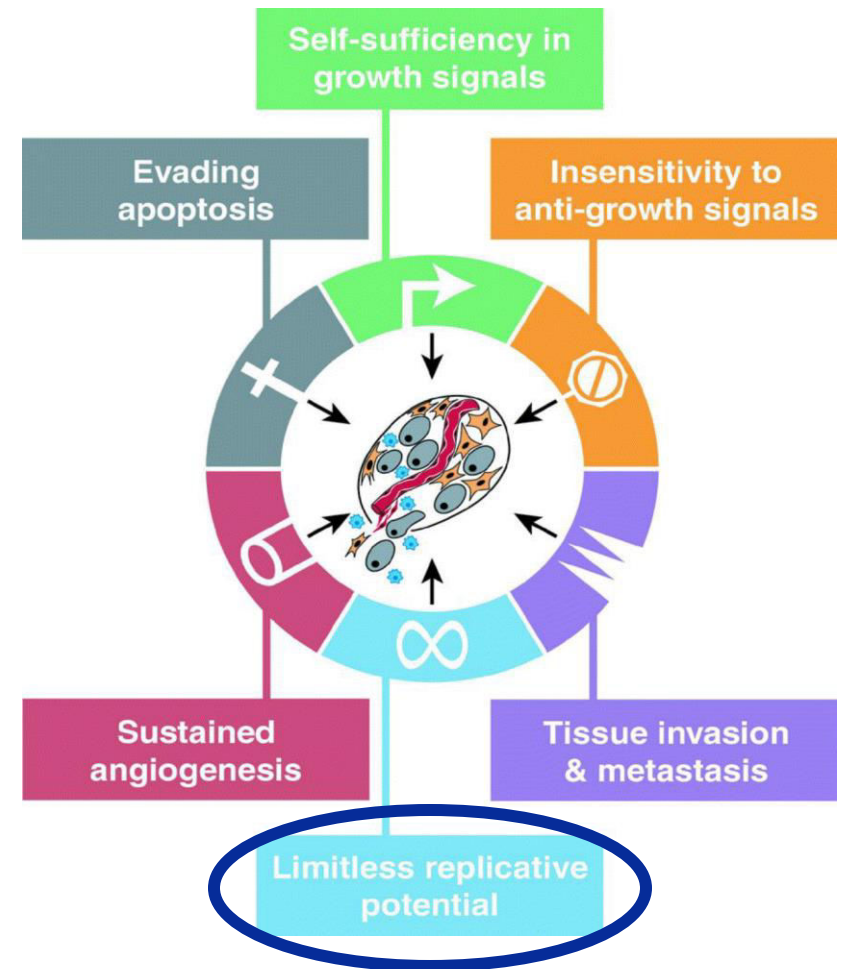 Self-sufficiency in
growth signals
Evading
apoptosis
Insensitivity to
anti-growth signals
Sustained
angiogenesis
Tissue invasion
& metastasis
Limitless replicative
potential